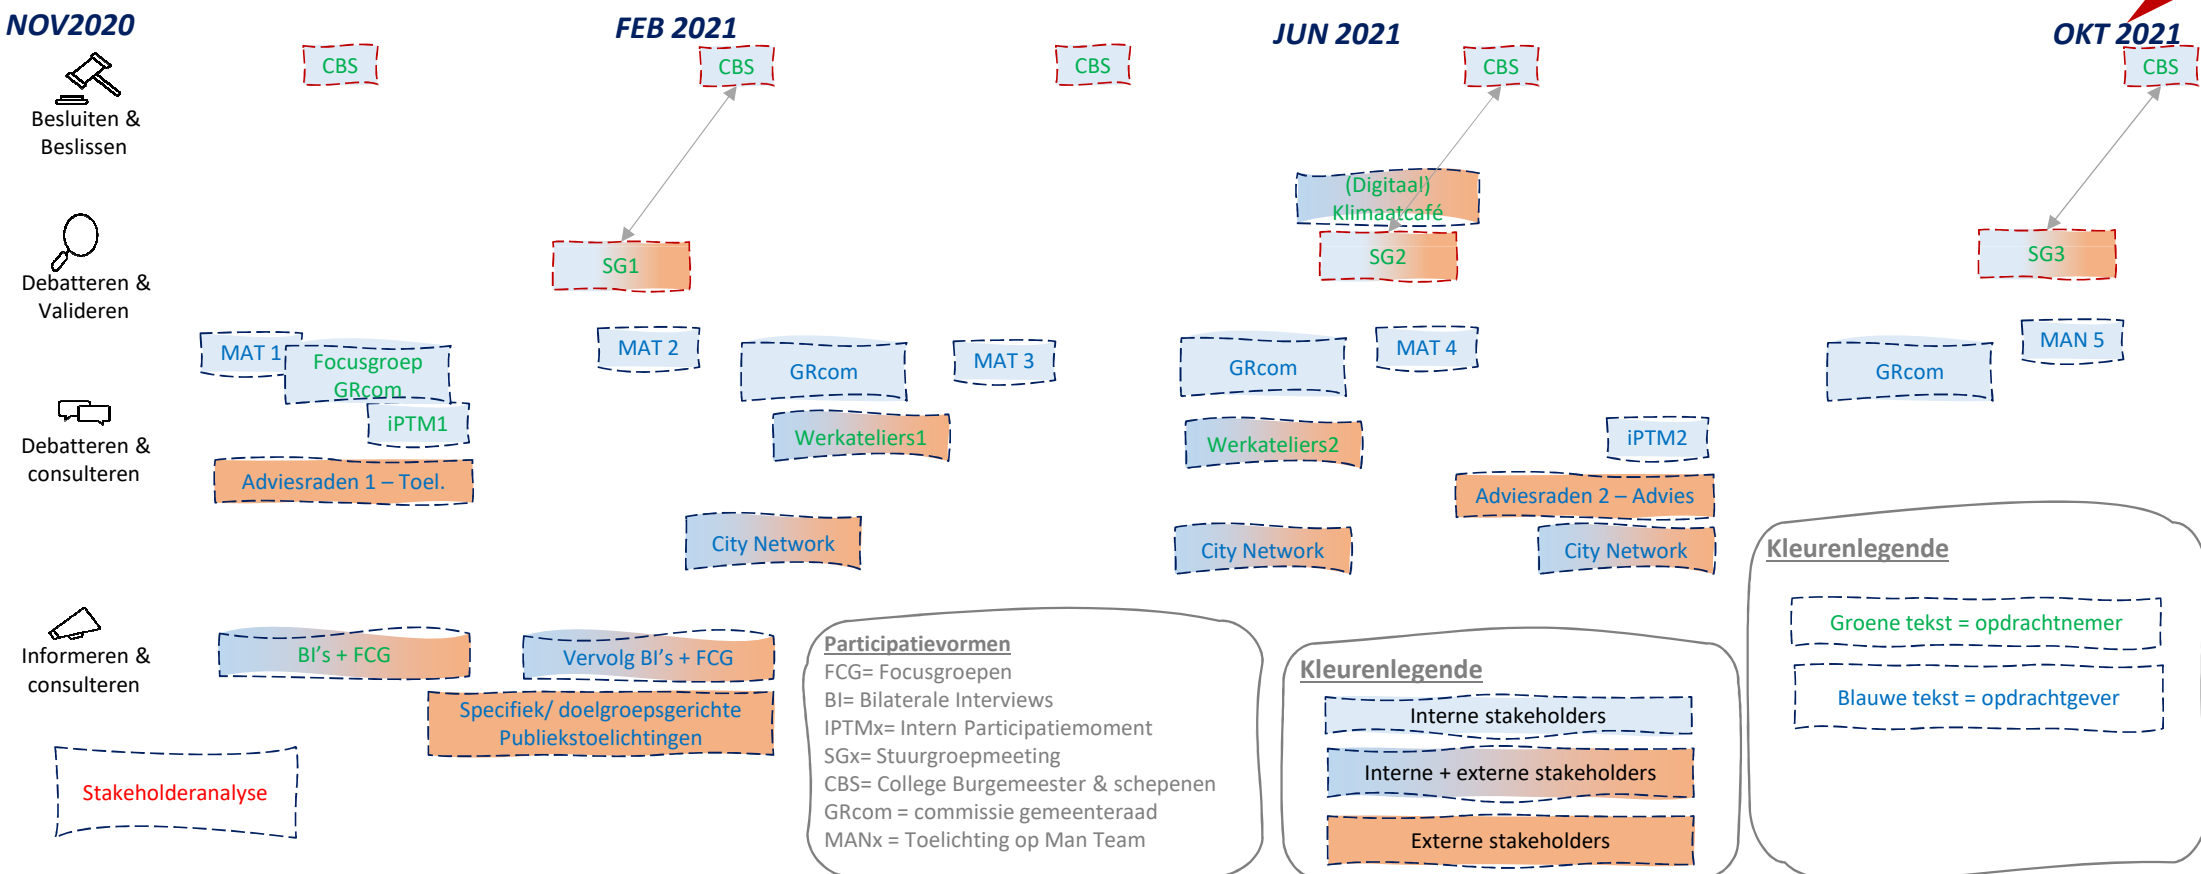 NOV2020
FEB 2021
JUN 2021
OKT 2021
CBS
CBS
CBS
CBS
CBS
Besluiten &
Beslissen
(Digitaal)
Klimaatcafé
SG1
SG2
SG3
Debatteren &
Valideren
MAT 1
Focusgroep
GRcom
iPTM1
MAT 2
GRcom
MAT 3
GRcom
MAT 4
GRcom
MAN 5
Debatteren &
consulteren
Werkateliers1
Werkateliers2
iPTM2
Adviesraden 1 – Toel.
Adviesraden 2 – Advies
City Network
City Network
City Network
Informeren &
consulteren
BI's + FCG
Vervolg BI's + FCG
Specifiek/ doelgroepsgerichte
Publiekstoelichtingen
Stakeholderanalyse
Participatievormen
FCG= Focusgroepen
BI= Bilaterale Interviews
IPTMx= Intern Participatiemoment
SGx= Stuurgroepmeeting
CBS= College Burgemeester & schepenen
GRcom = commissie gemeenteraad
MANx = Toelichting op Man Team
Kleurenlegende
Interne stakeholders
Interne + externe stakeholders
Externe stakeholders
Kleurenlegende
Groene tekst = opdrachtnemer
Blauwe tekst = opdrachtgever